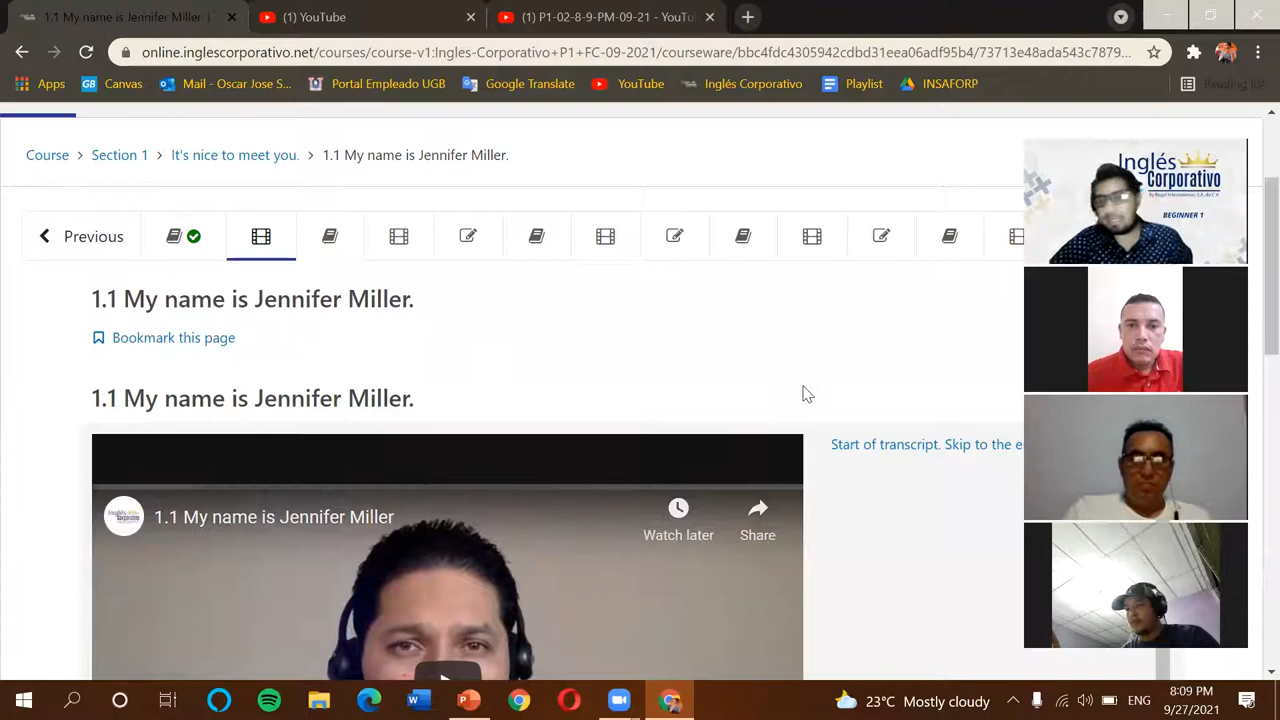 1.1 My name is Jennifer Miller |
(1) YouTube
(1) P1-02-8-9-PM-09-21 - YouTu
online.inglescorporativo.net/courses/course-v1:Ingles-Corporativo+P1+FC-09-2021/courseware/bbc4fdc4305942cdbd31eea06adf95b4/73713e48ada543c7879...
Apps
Canvas
Mail - Oscar Jose S...
Portal Empleado UGB
Google Translate
YouTube
Inglés Corporativo
Playlist
INSAFORP
Reading list
Course > Section 1 > It's nice to meet you. > 1.1 My name is Jennifer Miller.
Previous
1.1 My name is Jennifer Miller.
Bookmark this page
1.1 My name is Jennifer Miller.
Start of transcript. Skip to the e
1.1 My name is Jennifer Miller
Watch later
Share
Inglés
Corporativo
BEGINNER 1
23°C Mostly cloudy
ENG
8:09 PM
9/27/2021